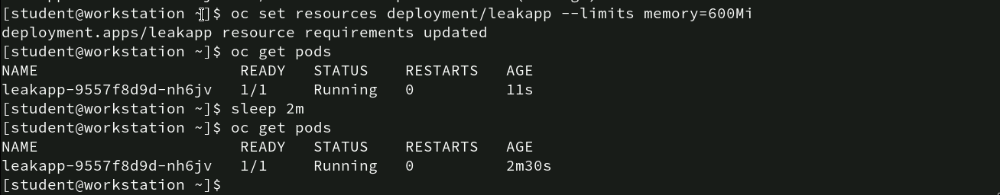 [student@workstation ~]$ oc set resources deployment/leakapp --limits memory=600Mi
deployment.apps/leakapp resource requirements updated
[student@workstation ~]$ oc get pods
NAME                      READY   STATUS    RESTARTS   AGE
leakapp-9557f8d9d-nh6jv   1/1     Running   0          11s
[student@workstation ~]$ sleep 2m
[student@workstation ~]$ oc get pods
NAME                      READY   STATUS    RESTARTS   AGE
leakapp-9557f8d9d-nh6jv   1/1     Running   0          2m30s
[student@workstation ~]$